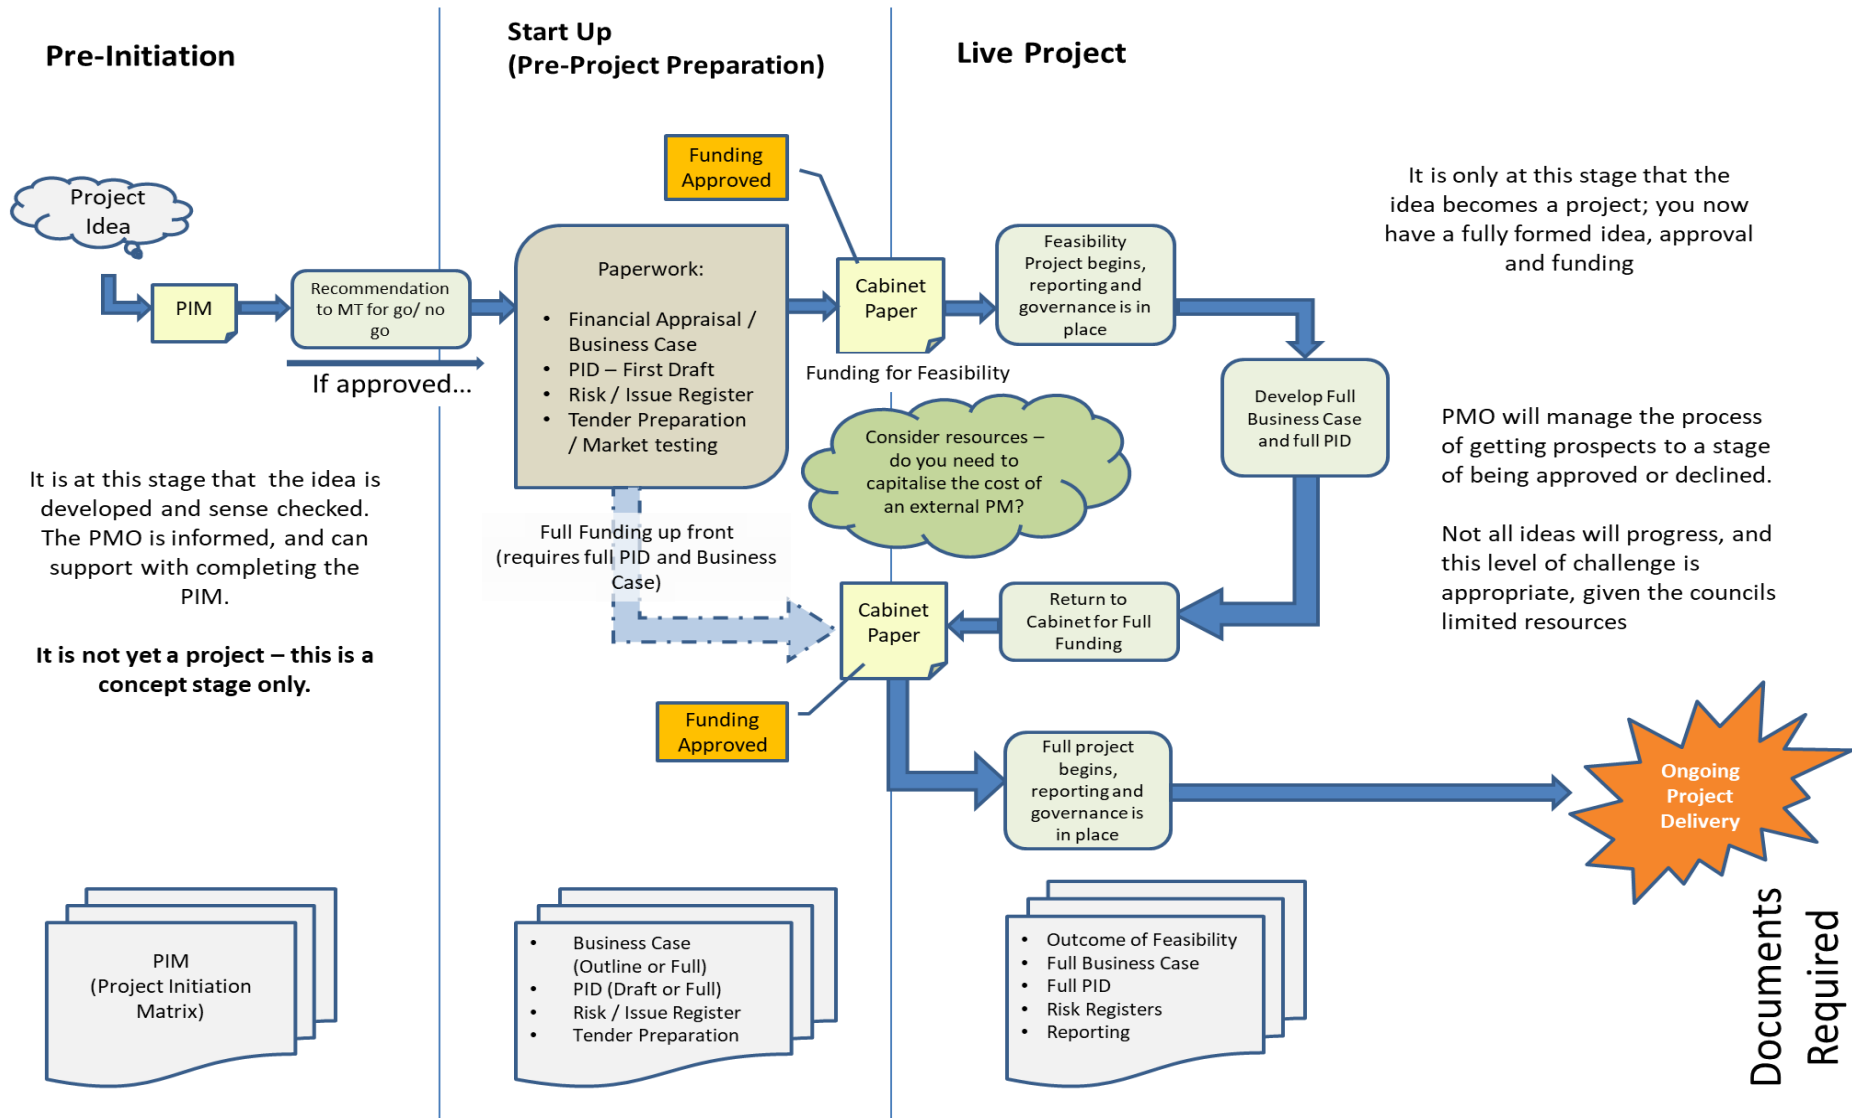 Pre-Initiation
Start Up
(Pre-Project Preparation)
Live Project
Project
Idea
PIM
Recommendation
to MT for go/ no
go
If approved...
It is at this stage that  the idea is
developed and sense checked.
The PMO is informed, and can
support with completing the
PIM.
It is not yet a project – this is a
concept stage only.
Funding
Approved
Paperwork:
• Financial Appraisal /
Business Case
• PID – First Draft
• Risk / Issue Register
• Tender Preparation
/ Market testing
Full Funding up front
(requires full PID and Business
Case)
Cabinet
Paper
Funding for Feasibility
Consider resources –
do you need to
capitalise the cost of
an external PM?
Cabinet
Paper
Funding
Approved
Feasibility
Project begins,
reporting and
governance is in
place
Develop Full
Business Case
and full PID
Return to
Cabinet for Full
Funding
Full project
begins,
reporting and
governance is
in place
It is only at this stage that the
idea becomes a project; you now
have a fully formed idea, approval
and funding
PMO will manage the process
of getting prospects to a stage
of being approved or declined.
Not all ideas will progress, and
this level of challenge is
appropriate, given the councils
limited resources
Ongoing
Project
Delivery
PIM
(Project Initiation
Matrix)
• Business Case
(Outline or Full)
• PID (Draft or Full)
• Risk / Issue Register
• Tender Preparation
• Outcome of Feasibility
• Full Business Case
• Full PID
• Risk Registers
• Reporting
Documents
Required